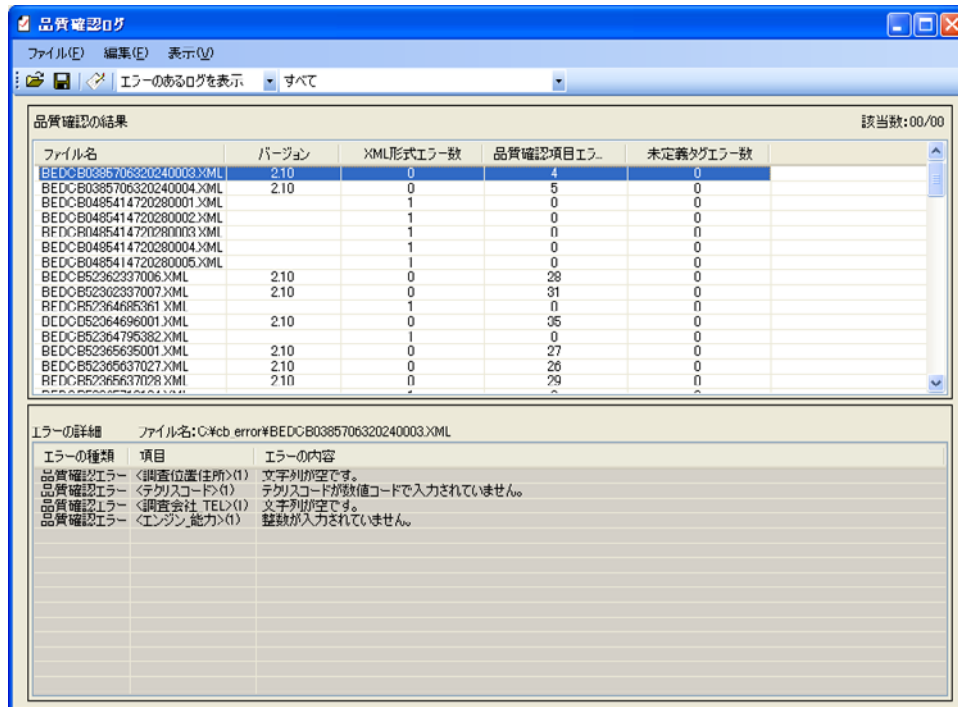 品質確認ログ
ファイル(F) 編集(E) 表示(V)
エラーのあるログを表示 すべて
品質確認の結果 該当数:00/00
ファイル名 バージョン XML形式エラー数 品質確認項目エラ... 未定義タグエラー数
BEDCB0385706320240003.XML 2.10 0 4 0
BEDCB0385706320240004.XML 2.10 0 5 0
BEDCB0485414720280001.XML 1 0 0
BEDCB0485414720280002.XML 1 0 0
BEDCB0485414720280003.XML 1 0 0
BEDCB0485414720280004.XML 1 0 0
BEDCB0485414720280005.XML 1 0 0
BEDCB52362337006.XML 2.10 0 28 0
BEDCB52362337007.XML 2.10 0 31 0
BEDCB52364685361.XML 1 0 0
BEDCB52364696001.XML 2.10 0 35 0
BEDCB52364795382.XML 1 0 0
BEDCB52365635001.XML 2.10 0 27 0
BEDCB52365637027.XML 2.10 0 26 0
BEDCB52365637028.XML 2.10 0 29 0
エラーの詳細 ファイル名:C:¥cb_error¥BEDCB0385706320240003.XML
エラーの種類 項目 エラーの内容
品質確認エラー <調査位置住所>(1) 文字列が空です。
品質確認エラー <テクリスコード>(1) テクリスコードが数値コードで入力されていません。
品質確認エラー <調査会社_TEL>(1) 文字列が空です。
品質確認エラー <エンジン_能力>(1) 整数が入力されていません。